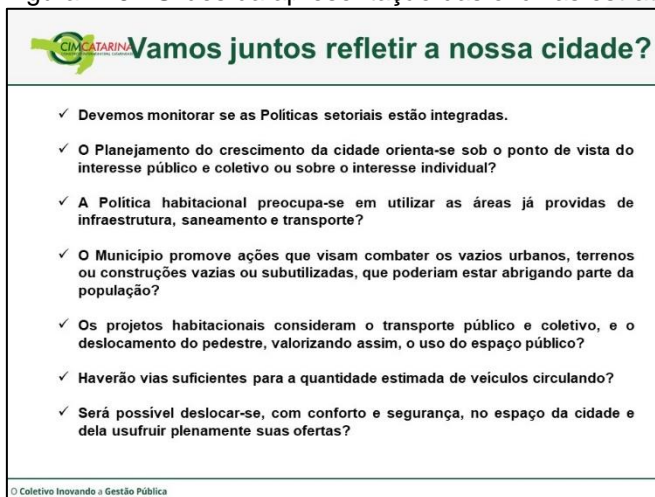 CIMCATARINA
Vamos juntos refletir a nossa cidade?
✓ Devemos monitorar se as Políticas setoriais estão integradas.
✓ O Planejamento do crescimento da cidade orienta-se sob o ponto de vista do
interesse público e coletivo ou sobre o interesse individual?
✓ A Política habitacional preocupa-se em utilizar as áreas já providas de
infraestrutura, saneamento e transporte?
✓ O Município promove ações que visam combater os vazios urbanos, terrenos
ou construções vazias ou subutilizadas, que poderiam estar abrigando parte da
população?
✓ Os projetos habitacionais consideram o transporte público e coletivo, e o
deslocamento do pedestre, valorizando assim, o uso do espaço público?
✓ Haverão vias suficientes para a quantidade estimada de veículos circulando?
✓ Será possível deslocar-se, com conforto e segurança, no espaço da cidade e
dela usufruir plenamente suas ofertas?
O Coletivo Inovando a Gestão Pública